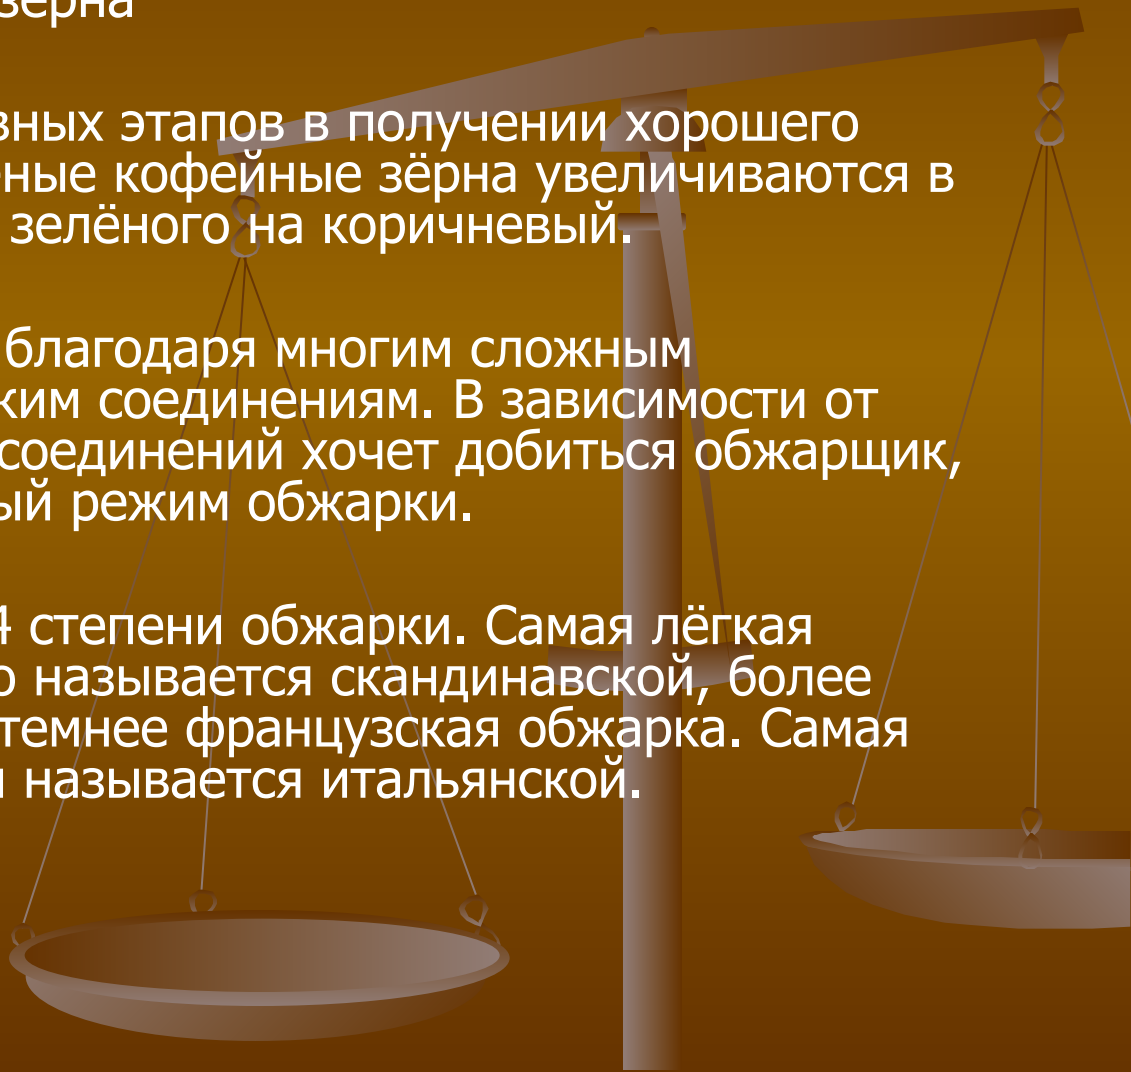 зерна
вных этапов в получении хорошего
ные кофейные зёрна увеличиваются в
зелёного на коричневый.
благодаря многим сложным
ким соединениям. В зависимости от
соединений хочет добиться обжарщик,
ый режим обжарки.
4 степени обжарки. Самая лёгкая
о называется скандинавской, более
темнее французская обжарка. Самая
называется итальянской.